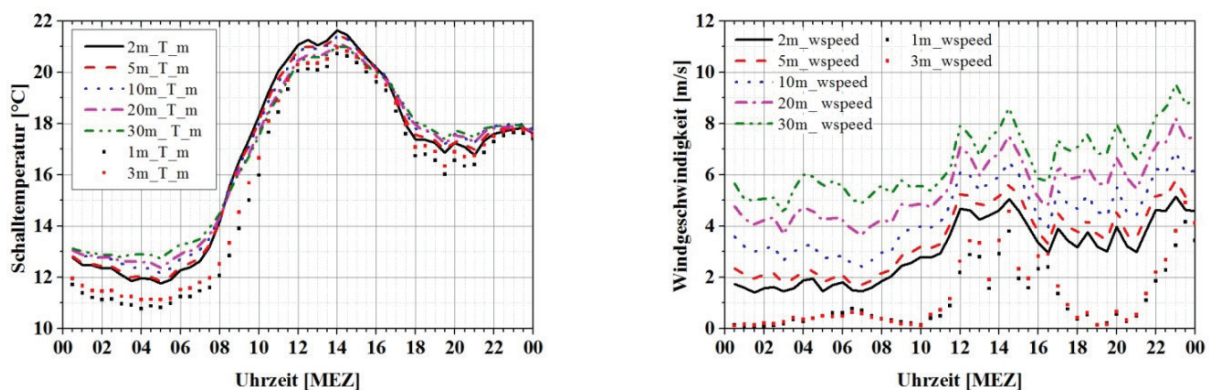 Schalltemperatur [°C]
22
20
18
16
14
12
10
2m_T_m
5m_T_m
10m_T_m
20m_T_m
30m_T_m
1m_T_m
3m_T_m
00 02 04 06 08 10 12 14 16 18 20 22 00
Uhrzeit [MEZ]
Windgeschwindigkeit [m/s]
12
10
8
6
4
2
0
2m_wspeed 1m_wspeed
5m_wspeed 3m_wspeed
10m_wspeed
20m_wspeed
30m_ wspeed
00 02 04 06 08 10 12 14 16 18 20 22 00
Uhrzeit [MEZ]